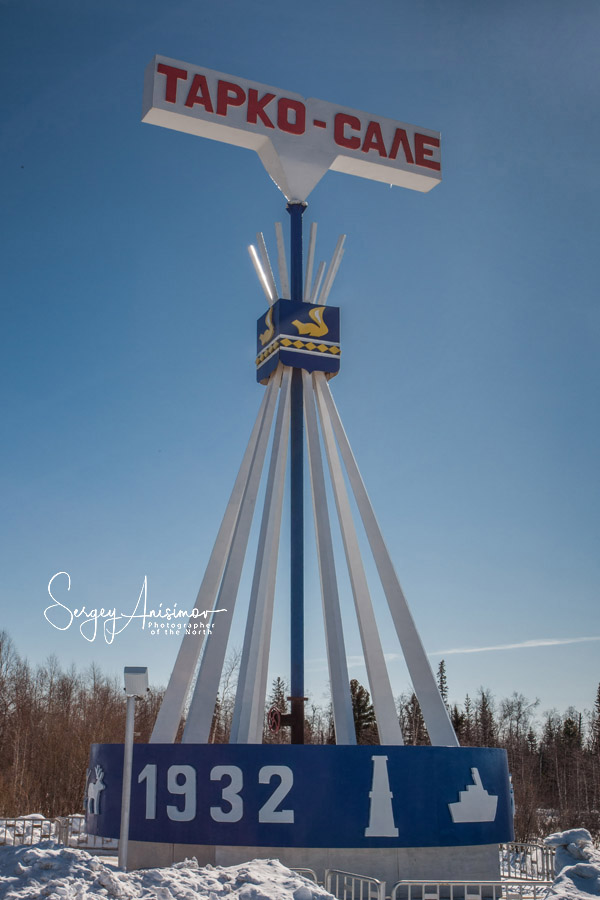 ТАРКО-САЛЕ
Sergey Anisimov
Photographer
of the North
1932